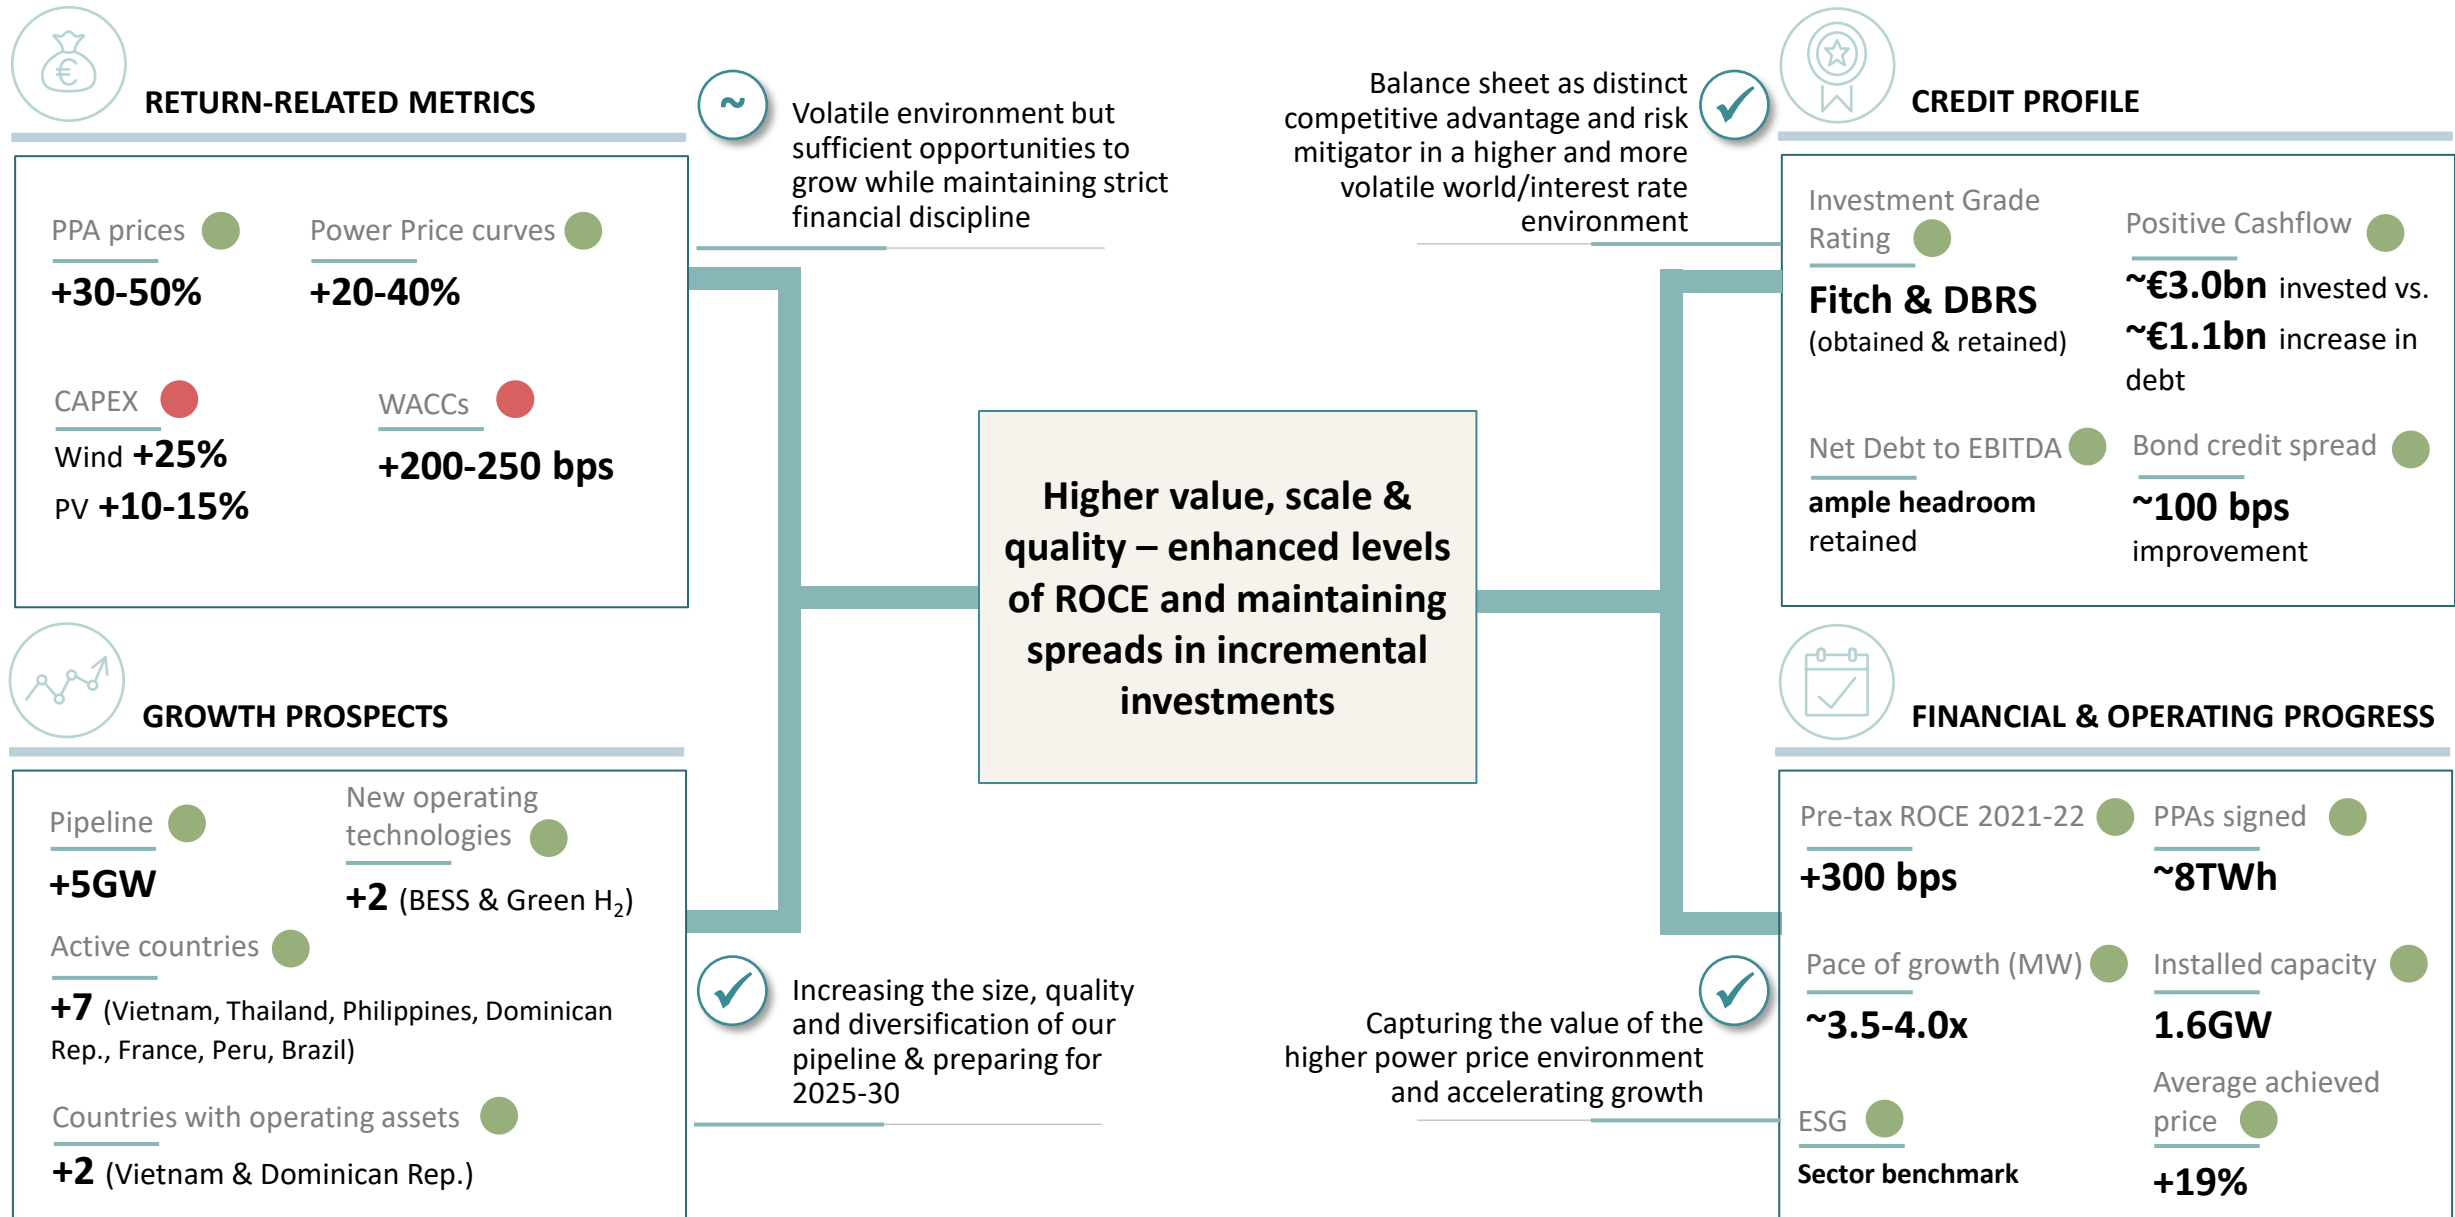 RETURN-RELATED METRICS
PPA prices
+30-50%
Power Price curves
+20-40%
CAPEX
Wind +25%
PV +10-15%
WACCs
+200-250 bps
~
Volatile environment but
sufficient opportunities to
grow while maintaining strict
financial discipline
Balance sheet as distinct
competitive advantage and risk
mitigator in a higher and more
volatile world/interest rate
environment
CREDIT PROFILE
Investment Grade
Rating
Fitch & DBRS
(obtained & retained)
Positive Cashflow
~€3.0bn invested vs.
~€1.1bn increase in
debt
Net Debt to EBITDA
ample headroom
retained
Bond credit spread
~100 bps
improvement
Higher value, scale &
quality – enhanced levels
of ROCE and maintaining
spreads in incremental
investments
GROWTH PROSPECTS
Pipeline
+5GW
New operating
technologies
+2 (BESS & Green H₂)
Active countries
+7 (Vietnam, Thailand, Philippines, Dominican
Rep., France, Peru, Brazil)
Countries with operating assets
+2 (Vietnam & Dominican Rep.)
Increasing the size, quality
and diversification of our
pipeline & preparing for
2025-30
Capturing the value of the
higher power price environment
and accelerating growth
FINANCIAL & OPERATING PROGRESS
Pre-tax ROCE 2021-22
+300 bps
PPAs signed
~8TWh
Pace of growth (MW)
~3.5-4.0x
Installed capacity
1.6GW
ESG
Sector benchmark
Average achieved
price
+19%